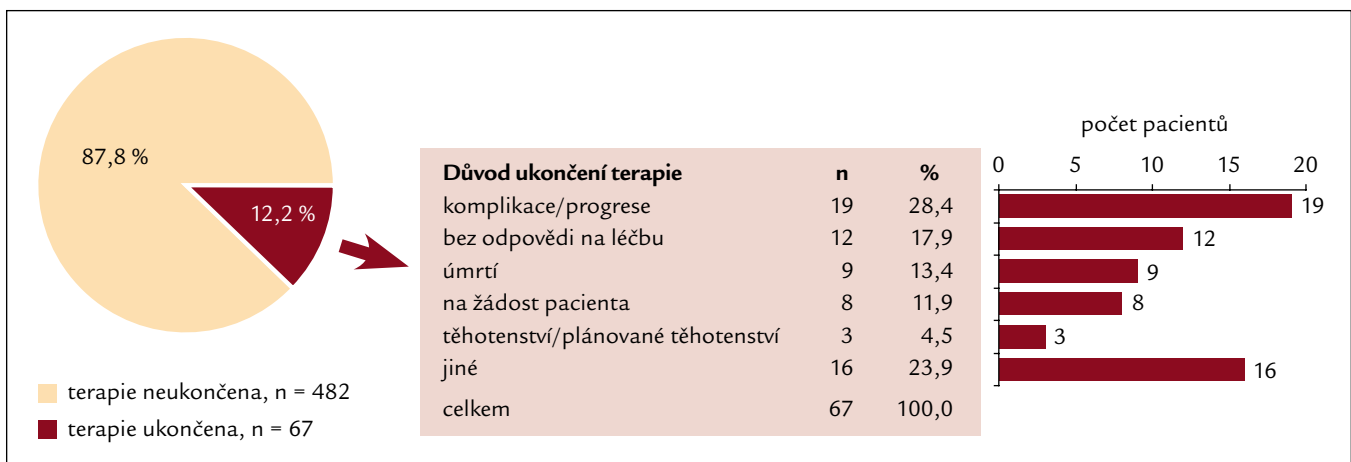 87,8 %
12,2 %
terapie neukončena, n = 482
terapie ukončena, n = 67
Důvod ukončení terapie n %
komplikace/progrese 19 28,4
bez odpovědi na léčbu 12 17,9
úmrtí 9 13,4
na žádost pacienta 8 11,9
těhotenství/plánované těhotenství 3 4,5
jiné 16 23,9
celkem 67 100,0
počet pacientů
0 5 10 15 20
19
12
9
8
3
16